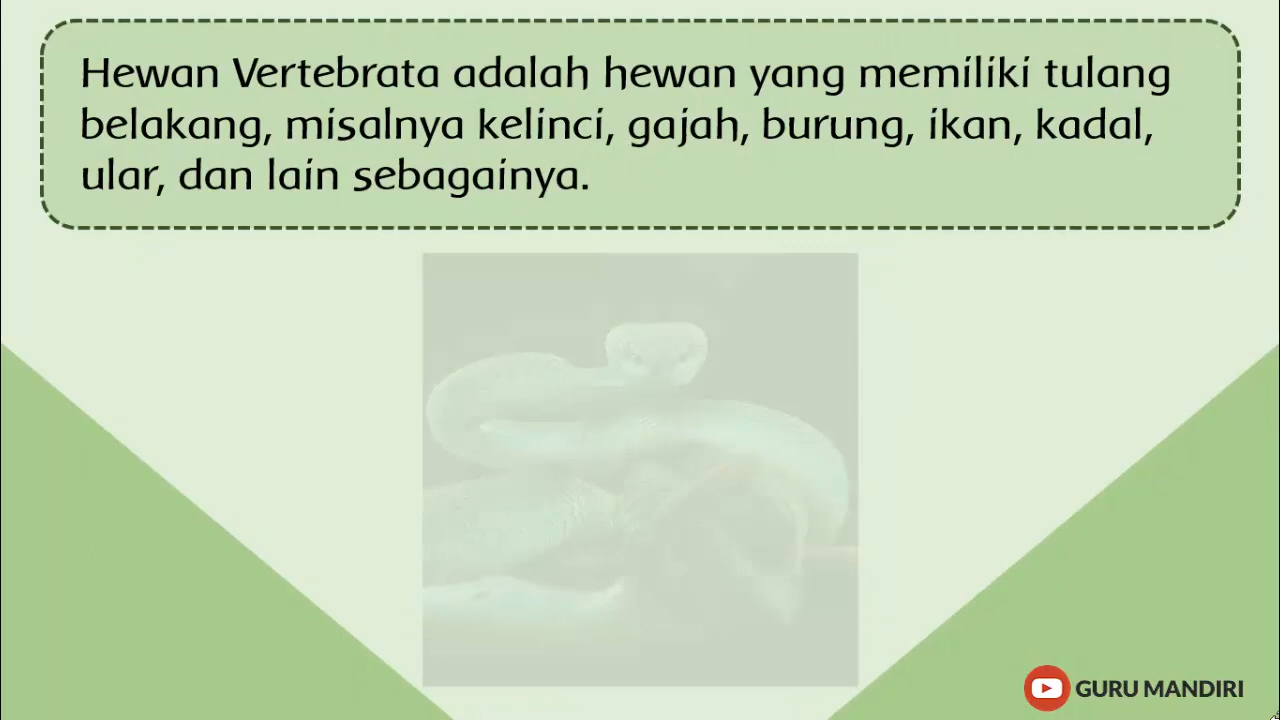 Hewan Vertebrata adalah hewan yang memiliki tulang
belakang, misalnya kelinci, gajah, burung, ikan, kadal,
ular, dan lain sebagainya.
GURU MANDIRI